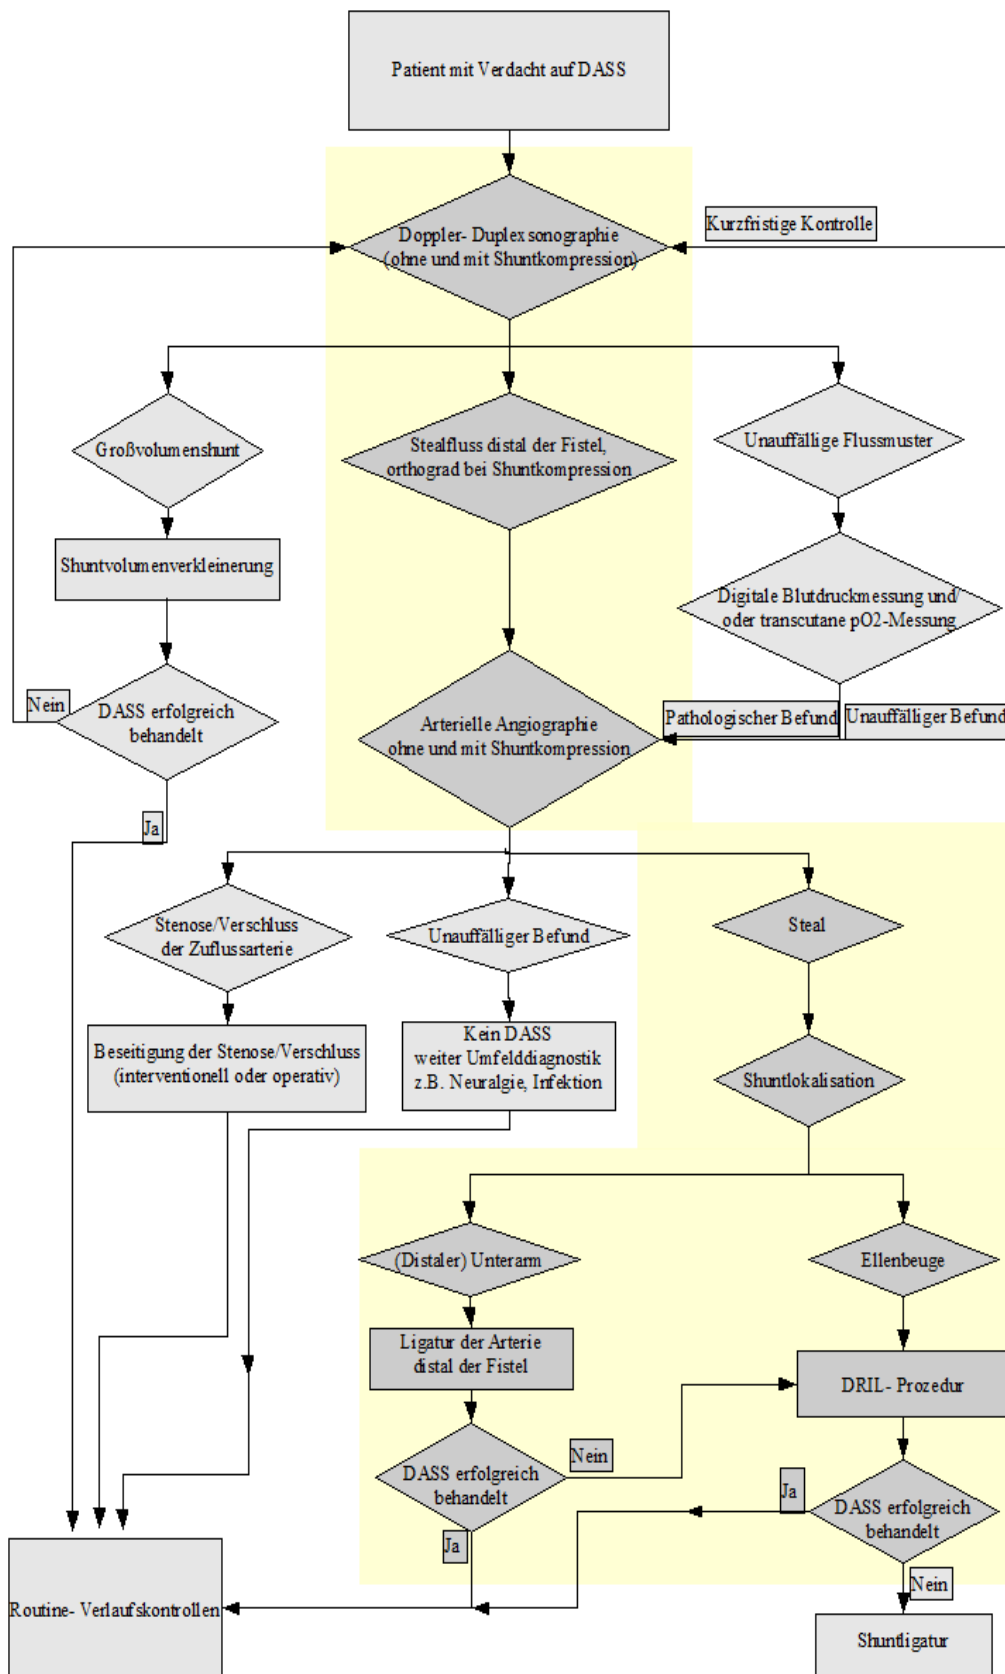 Patient mit Verdacht auf DASS
Kurzfristige Kontrolle
Doppler- Duplexsonographie
(ohne und mit Shuntkompression)
Großvolumenshunt
Stealfluss distal der Fistel,
orthograd bei Shuntkompression
Unauffällige Flussmuster
Shuntvolumenverkleinerung
Digitale Blutdruckmessung und/
oder transcutane pO2-Messung
Nein
DASS erfolgreich
behandelt
Arterielle Angiographie
ohne und mit Shuntkompression
Pathologischer Befund
Unauffälliger Befund
Ja
Stenose/Verschluss
der Zuflussarterie
Unauffälliger Befund
Steal
Beseitigung der Stenose/Verschluss
(interventionell oder operativ)
Kein DASS
weiter Umfelddiagnostik
z.B. Neuralgie, Infektion
Shuntlokalisation
(Distaler) Unterarm
Ellenbeuge
Ligatur der Arterie
distal der Fistel
DRIL- Prozedur
DASS erfolgreich
behandelt
Nein
Ja
DASS erfolgreich
behandelt
Ja
Nein
Routine- Verlaufskontrollen
Shuntligatur